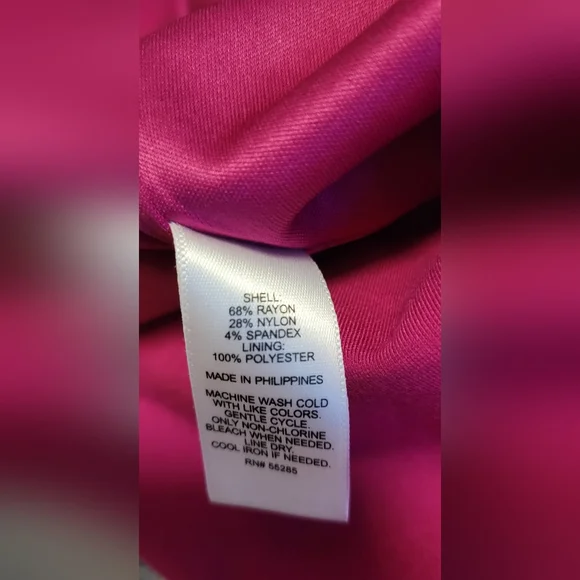 SHELL:
68% RAYON
28% NYLON
4% SPANDEX
LINING:
100% POLYESTER
MADE IN PHILIPPINES
MACHINE WASH COLD
WITH LIKE COLORS.
GENTLE CYCLE.
ONLY NON-CHLORINE
BLEACH WHEN NEEDED.
LINE DRY.
COOL IRON IF NEEDED.
RN# 55285